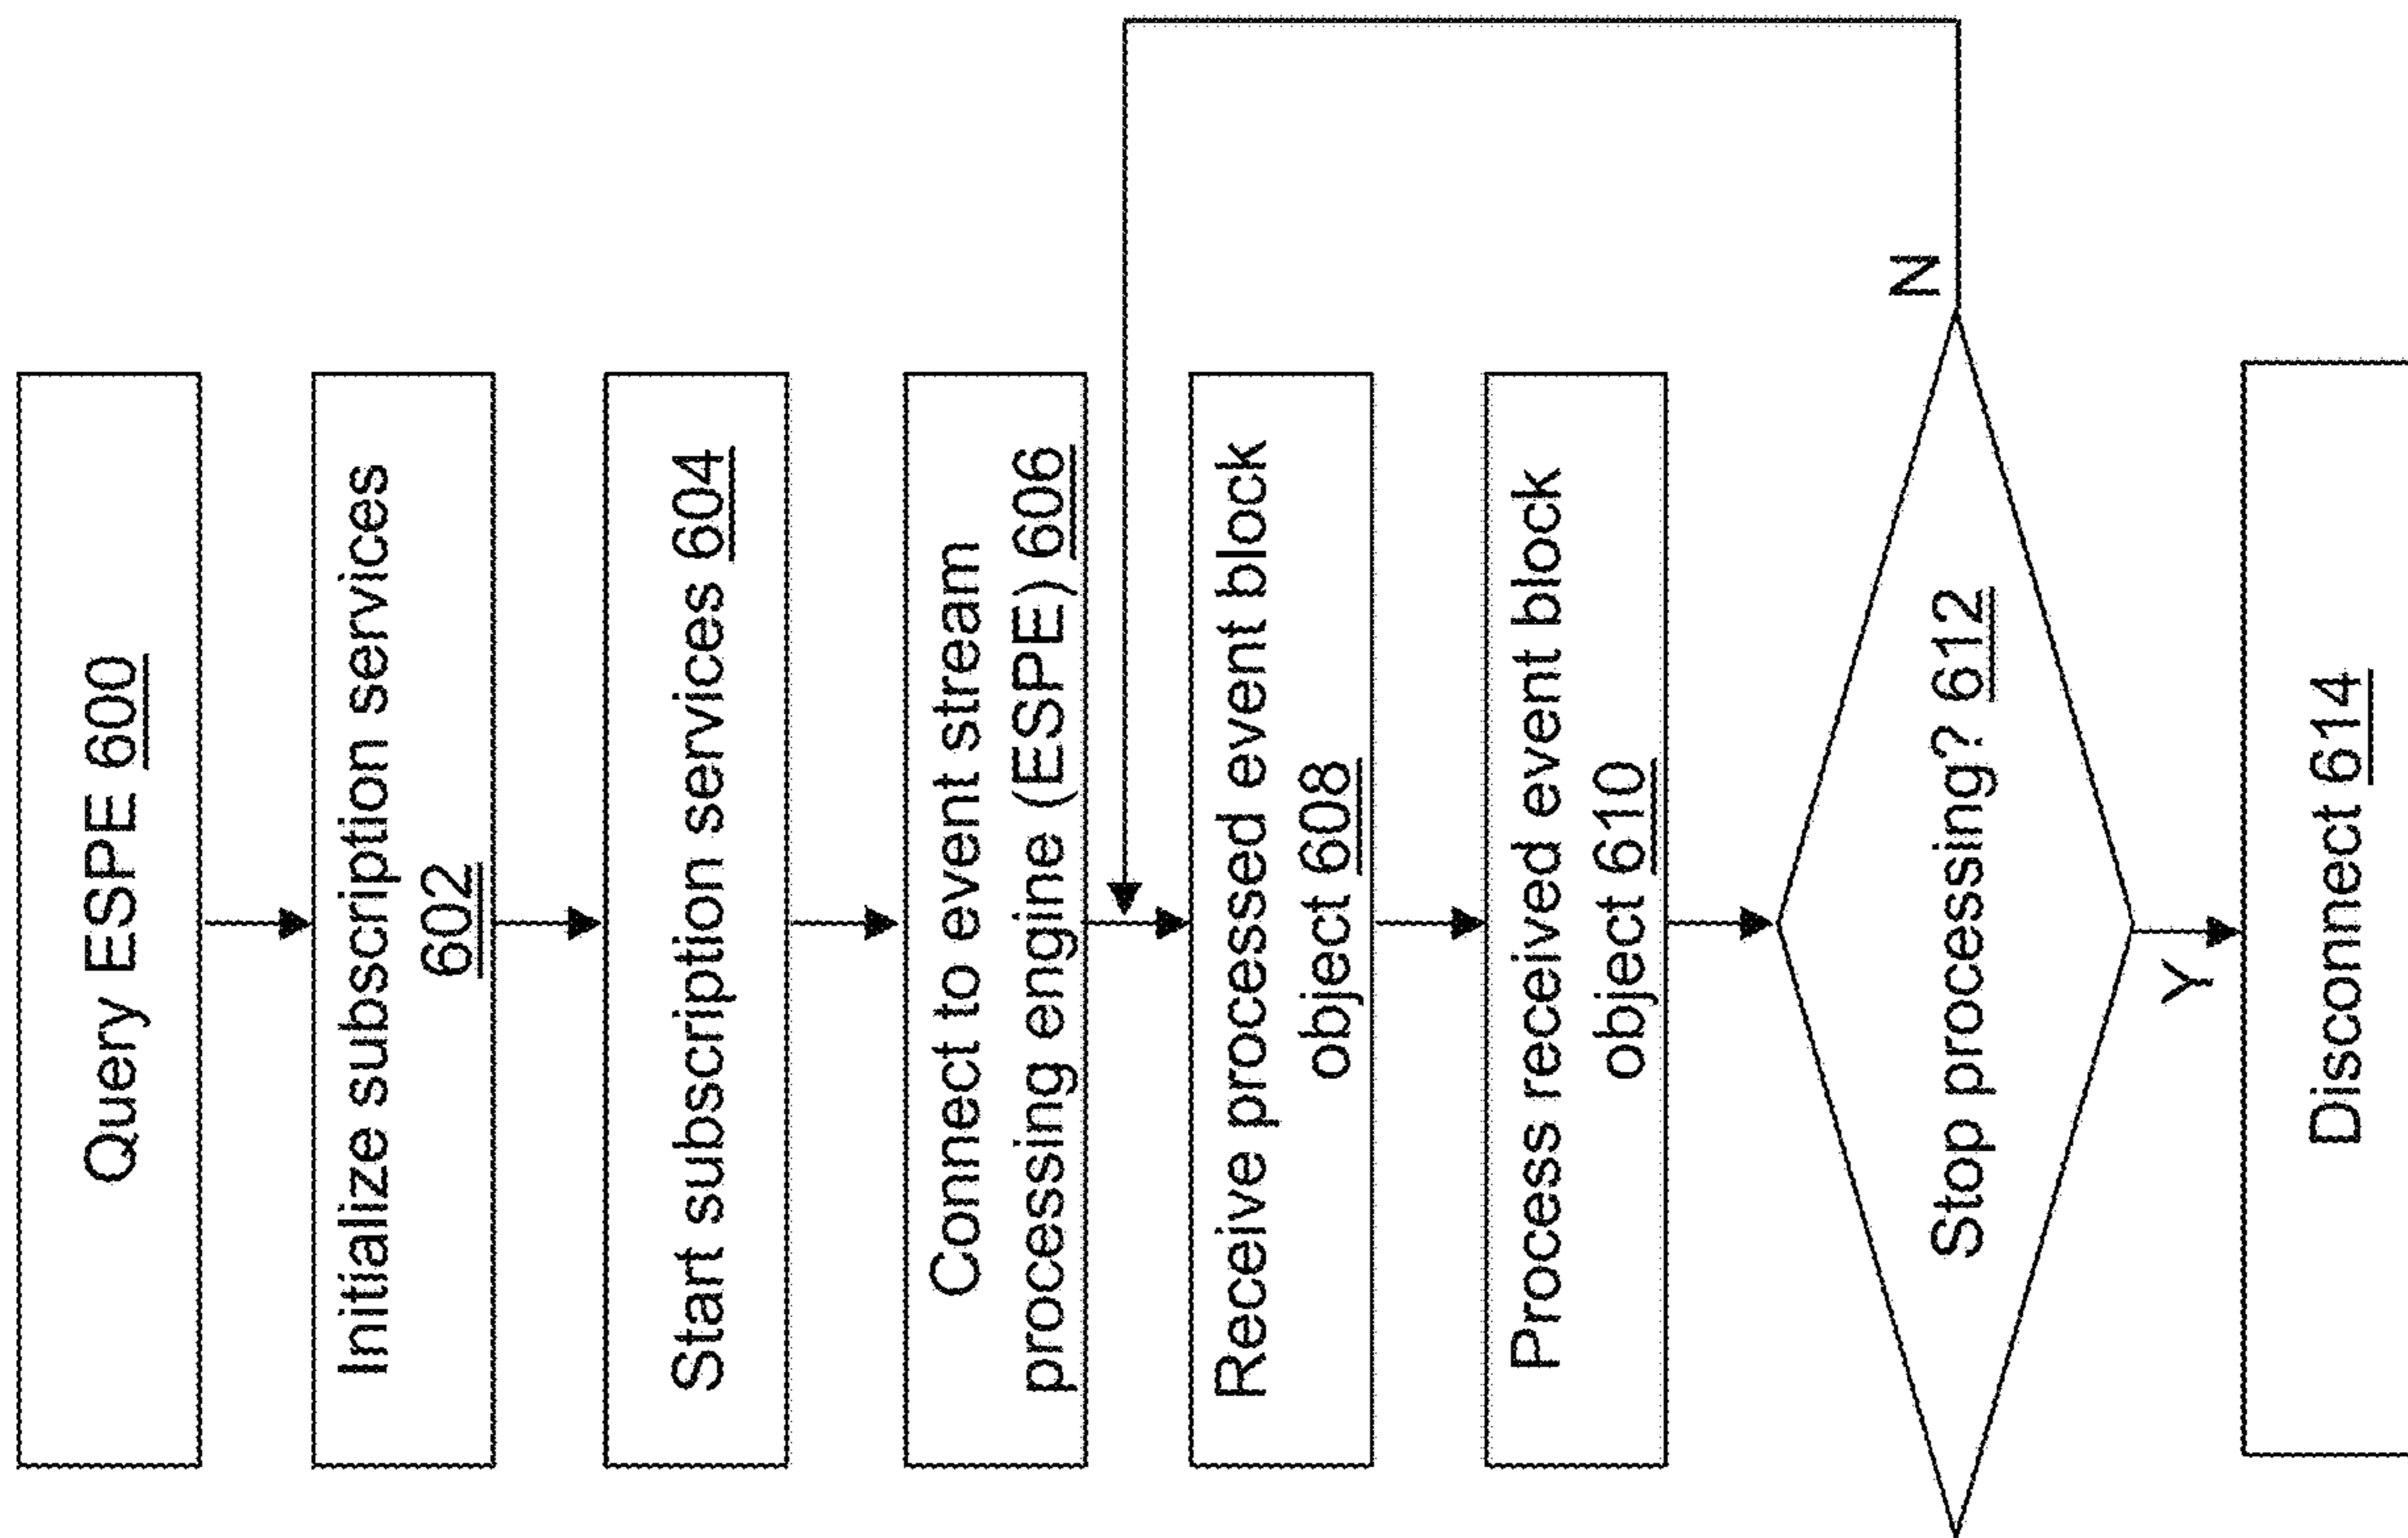 Query ESPE 600
Initialize subscription services
602
Start subscription services 604
Connect to event stream
processing engine (ESPE) 606
Receive processed event block
object 608
Process received event block
object 610
Stop processing? 612
N
Y
Disconnect 614